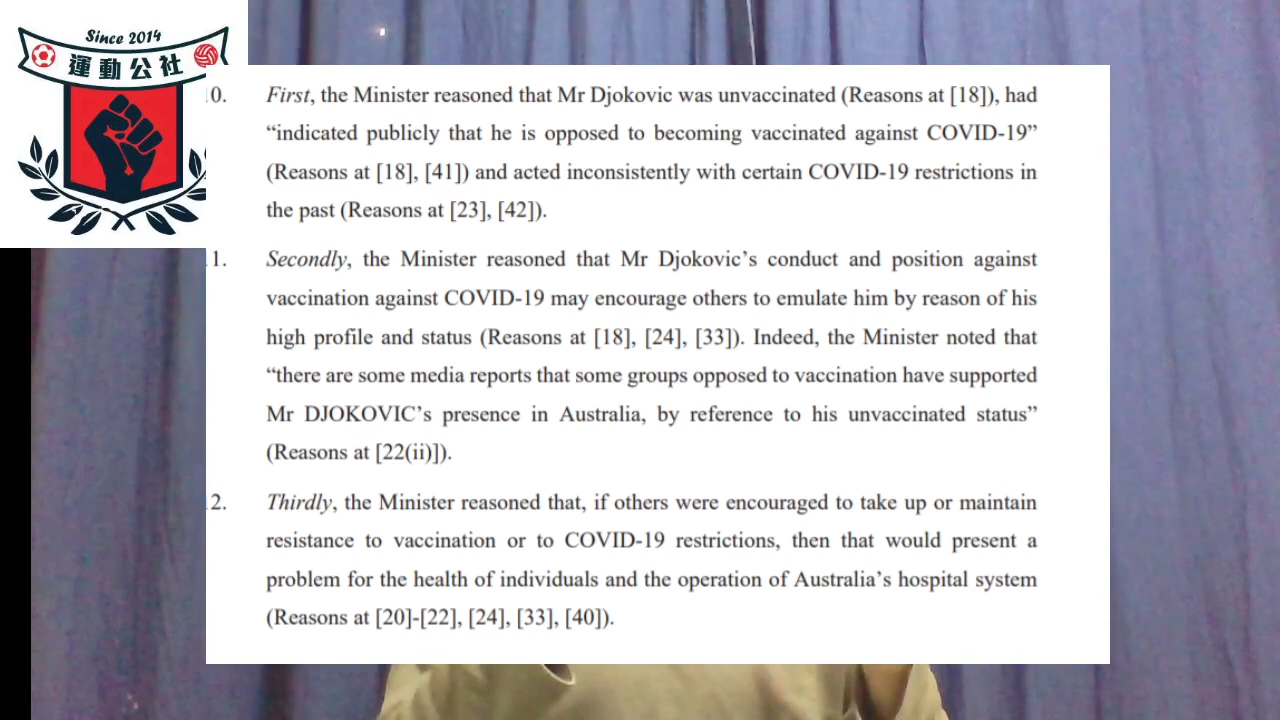 Since 2014
運動公社
0. First, the Minister reasoned that Mr Djokovic was unvaccinated (Reasons at [18]), had
“indicated publicly that he is opposed to becoming vaccinated against COVID-19”
(Reasons at [18], [41]) and acted inconsistently with certain COVID-19 restrictions in
the past (Reasons at [23], [42]).
1. Secondly, the Minister reasoned that Mr Djokovic’s conduct and position against
vaccination against COVID-19 may encourage others to emulate him by reason of his
high profile and status (Reasons at [18], [24], [33]). Indeed, the Minister noted that
“there are some media reports that some groups opposed to vaccination have supported
Mr DJOKOVIC’s presence in Australia, by reference to his unvaccinated status”
(Reasons at [22(ii)]).
2. Thirdly, the Minister reasoned that, if others were encouraged to take up or maintain
resistance to vaccination or to COVID-19 restrictions, then that would present a
problem for the health of individuals and the operation of Australia’s hospital system
(Reasons at [20]-[22], [24], [33], [40]).